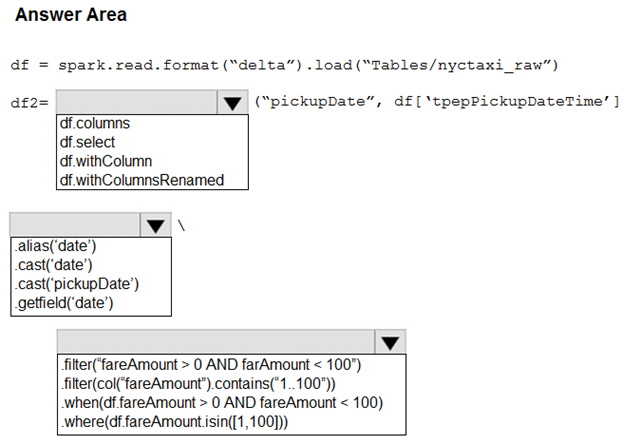 Answer Area
df = spark.read.format(“delta”).load(“Tables/nyctaxi_raw”)
df2= (“pickupDate”, df[‘tpepPickupDateTime’]
df.columns
df.select
df.withColumn
df.withColumnsRenamed
\
.alias(‘date’)
.cast(‘date’)
.cast(‘pickupDate’)
.getfield(‘date’)
.filter(“fareAmount > 0 AND farAmount < 100”)
.filter(col(“fareAmount”).contains(“1..100”))
.when(df.fareAmount > 0 AND fareAmount < 100)
.where(df.fareAmount.isin([1,100]))